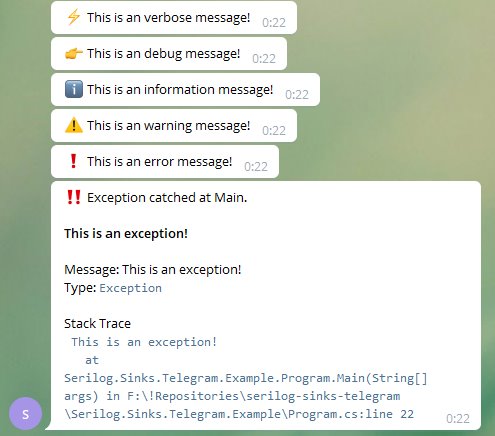 ⚡ This is an verbose message! 0:22
👉 This is an debug message! 0:22
ℹ️ This is an information message! 0:22
⚠️ This is an warning message! 0:22
❗ This is an error message! 0:22
‼️ Exception catched at Main.
This is an exception!
Message: This is an exception!
Type: Exception
Stack Trace
This is an exception!
at
Serilog.Sinks.Telegram.Example.Program.Main(String[]
args) in F:\!Repositories\serilog-sinks-telegram
\Serilog.Sinks.Telegram.Example\Program.cs:line 22
S 0:22